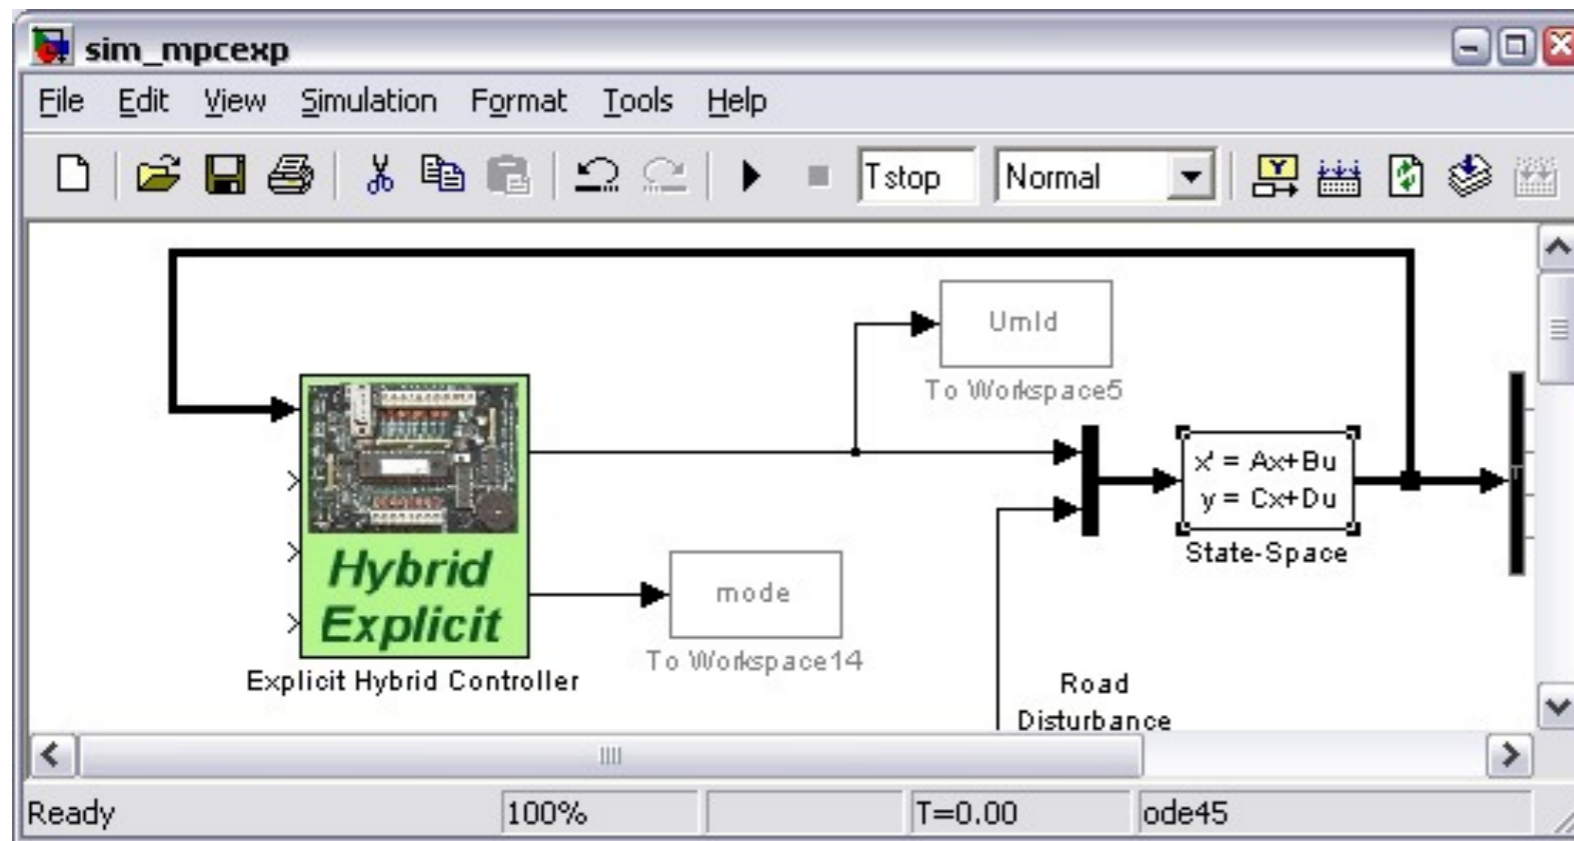 sim_mpcexp
File Edit View Simulation Format Tools Help
Tstop Normal
Umld
To Workspace5
x' = Ax+Bu
y = Cx+Du
State-Space
Hybrid
Explicit
Explicit Hybrid Controller
mode
To Workspace14
Road
Disturbance
Ready 100% T=0.00 ode45